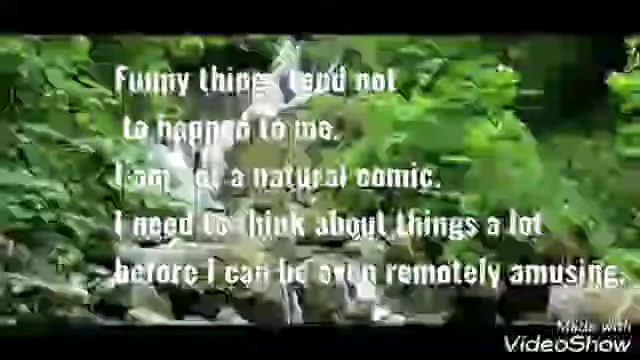 Funny things tend not
to happen to me.
I am not a natural comic.
I need to think about things a lot
before I can be even remotely amusing.
Made with
VideoShow